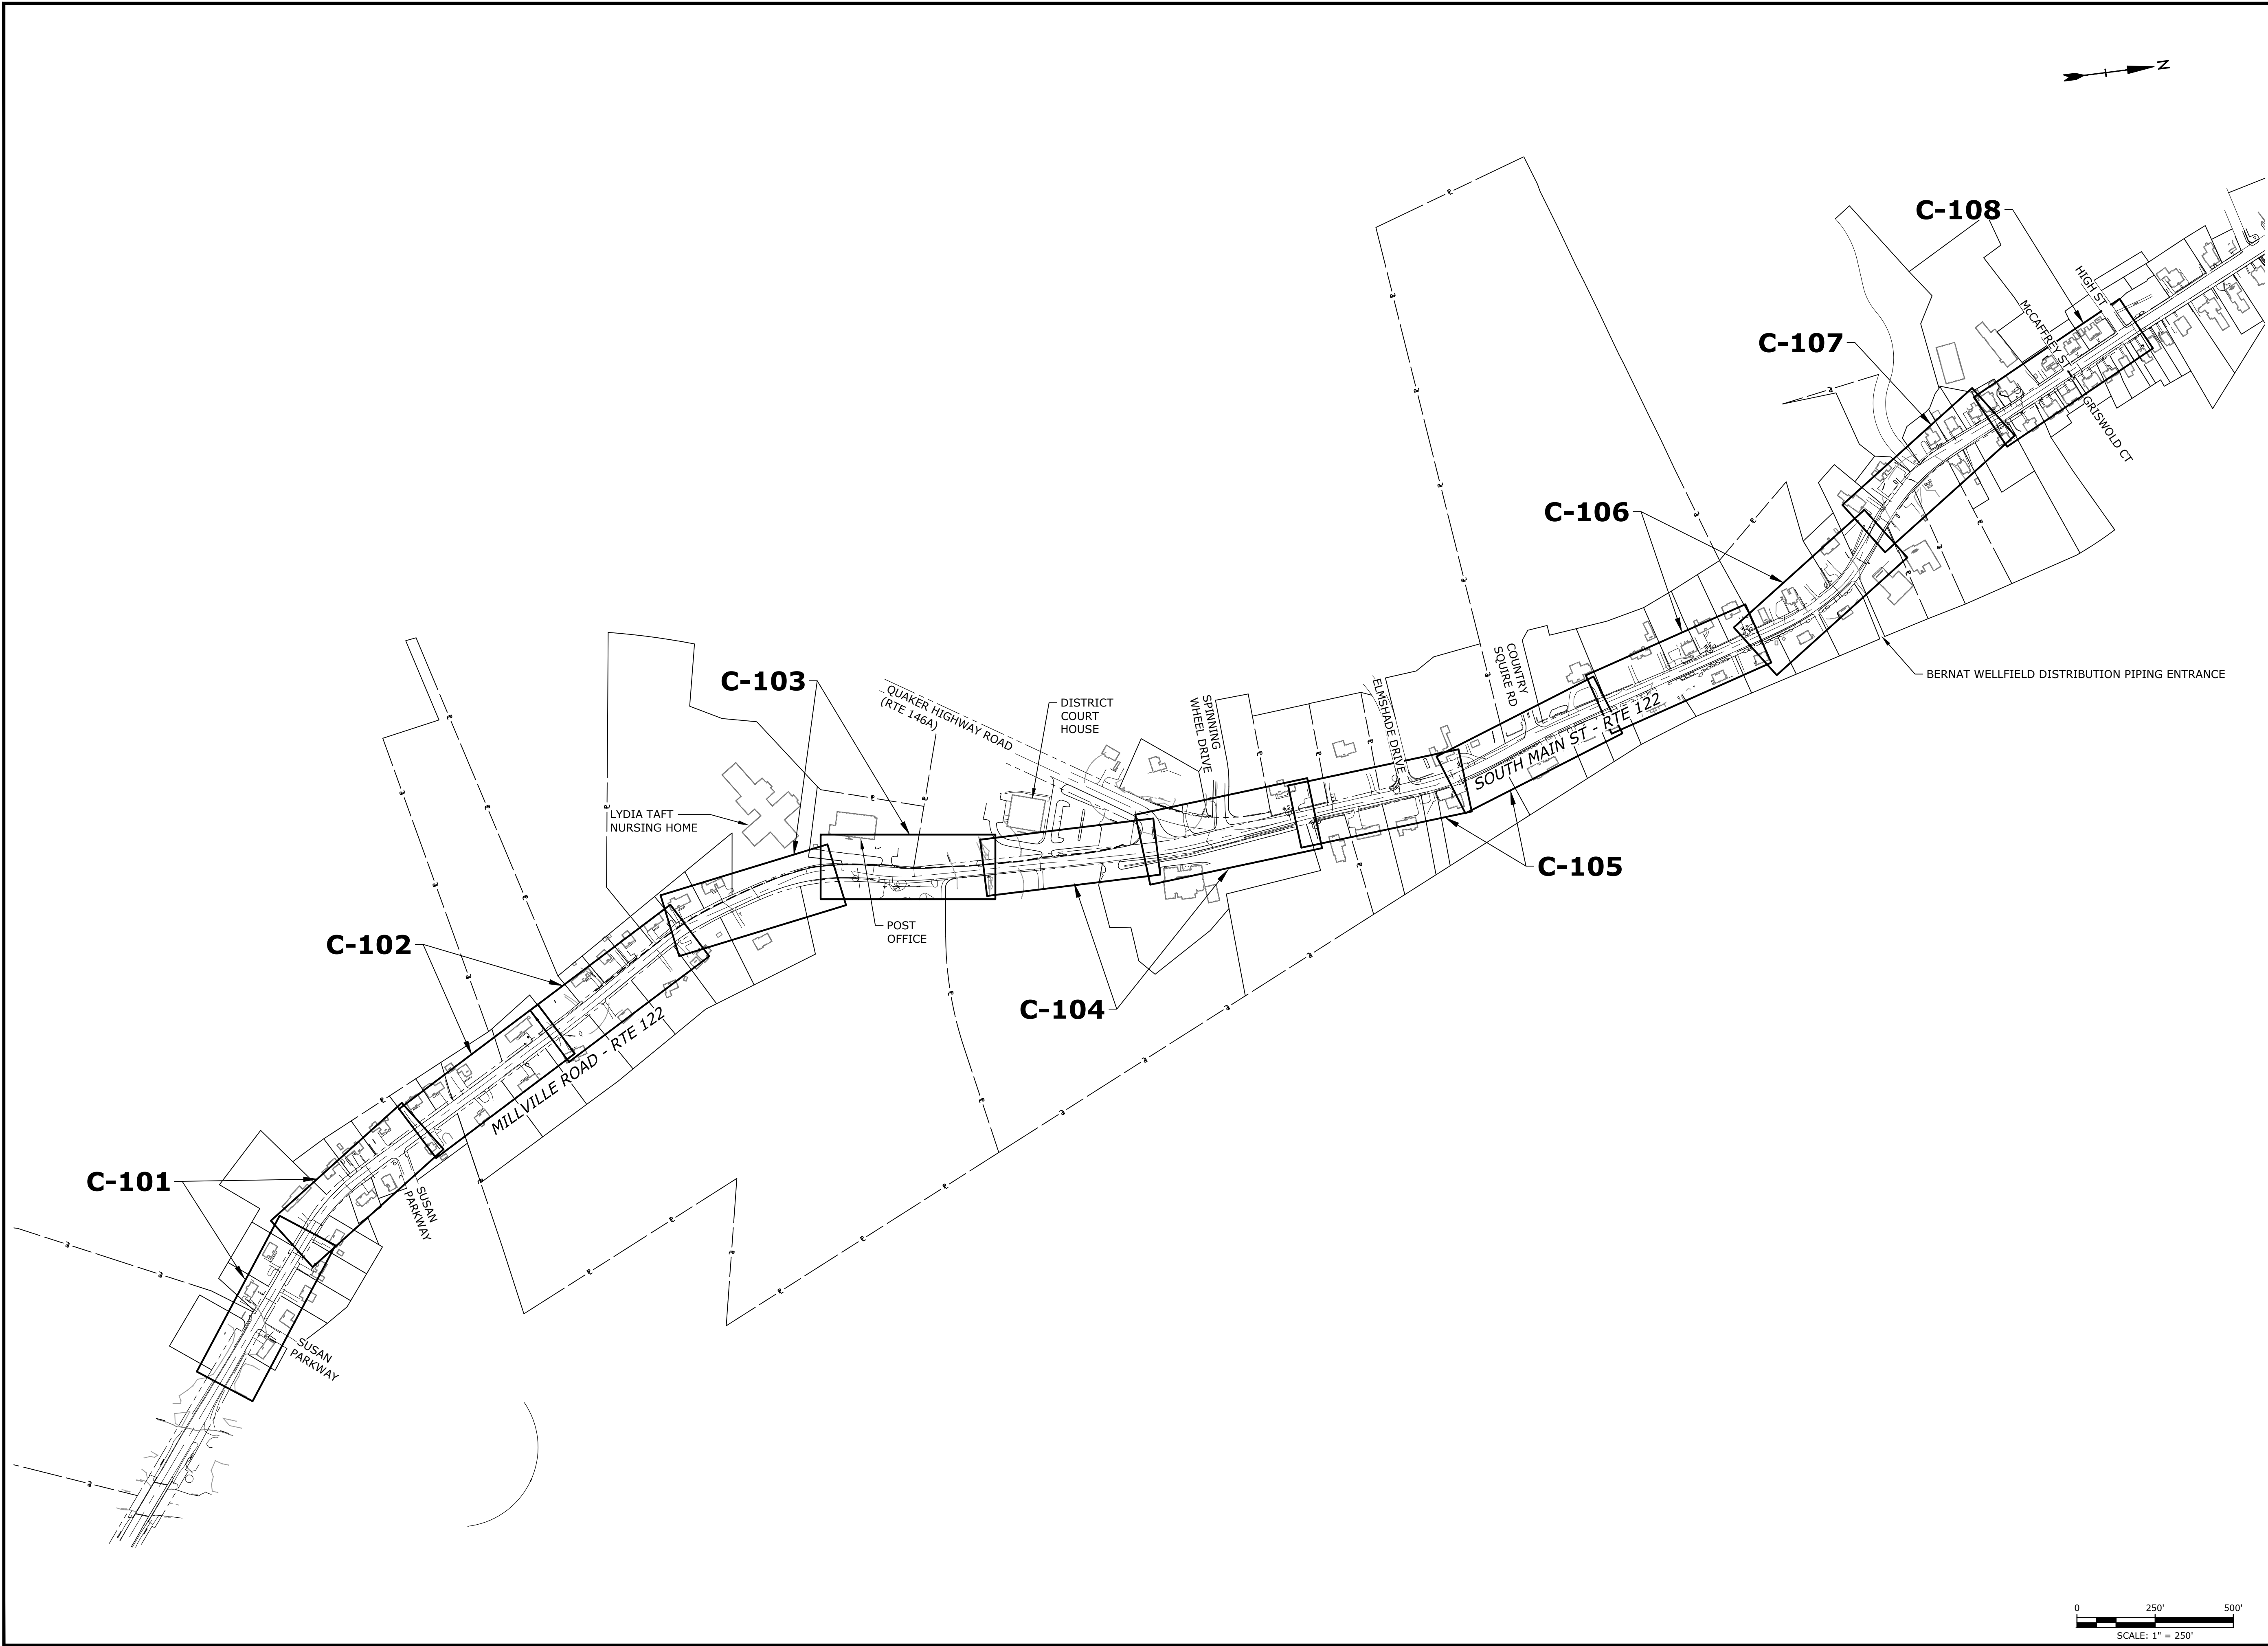 N
C-108
HIGH ST
McCAFFREY ST
GRISWOLD CT
C-107
C-106
BERNAT WELLFIELD DISTRIBUTION PIPING ENTRANCE
COUNTRY
SQUIRE RD
SOUTH MAIN ST - RTE 122
ELMSHADE DRIVE
SPINNING
WHEEL DRIVE
C-105
C-103
QUAKER HIGHWAY ROAD
(RTE 146A)
DISTRICT
COURT
HOUSE
LYDIA TAFT
NURSING HOME
POST
OFFICE
C-104
C-102
MILLVILLE ROAD - RTE 122
C-101
SUSAN
PARKWAY
SUSAN
PARKWAY
0 250' 500'
SCALE: 1" = 250'